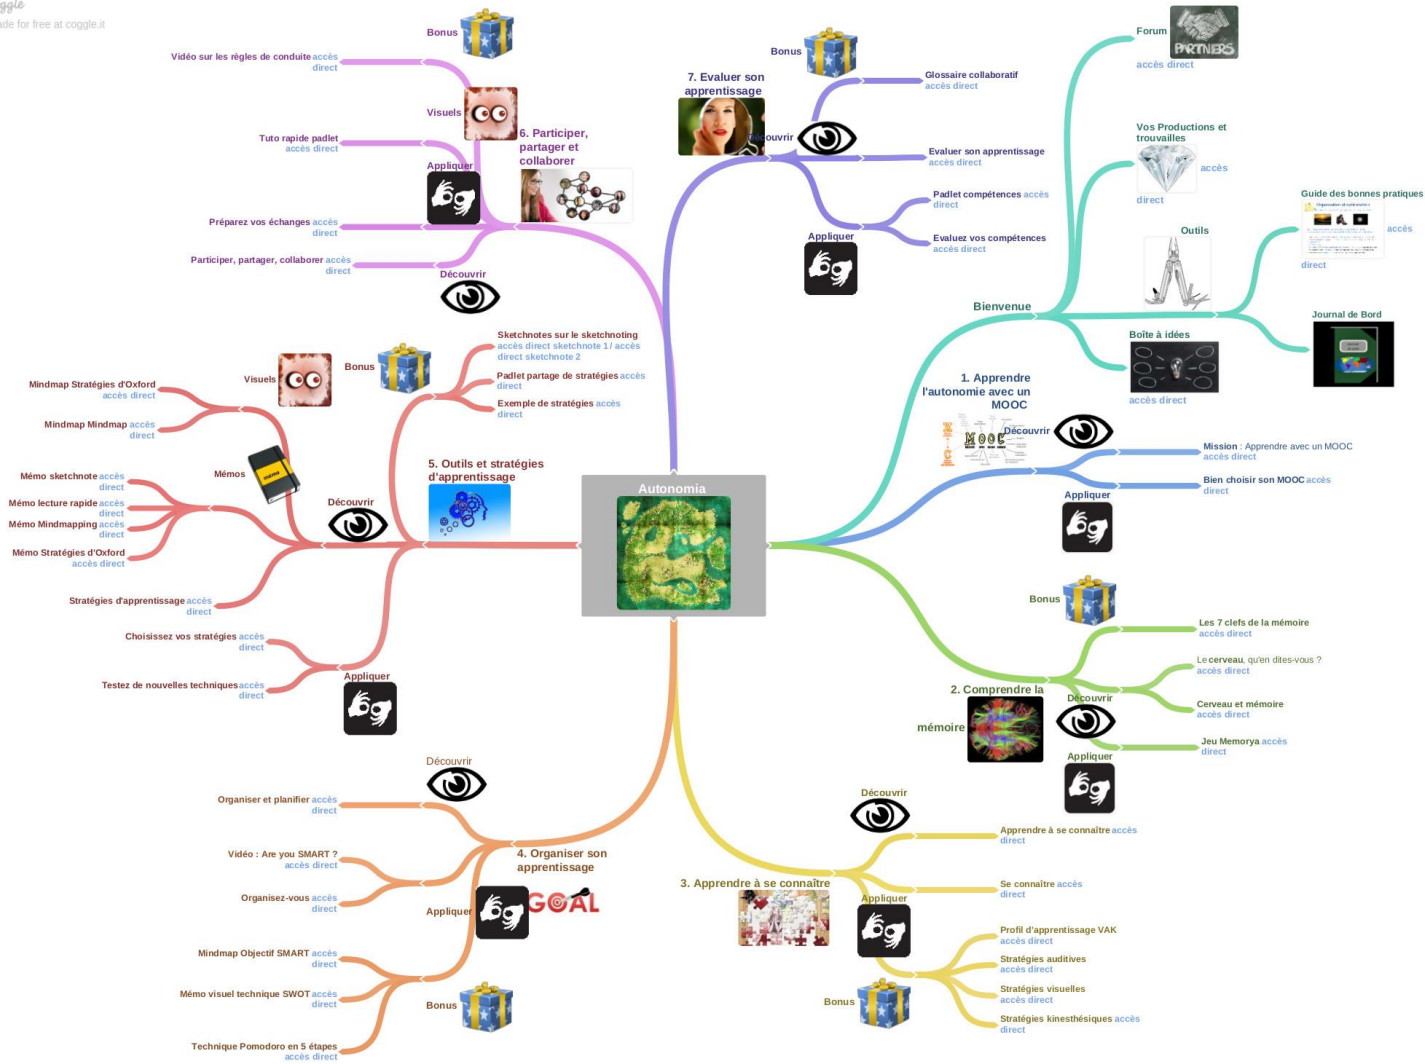 oggle
ade for free at coggle.it
Autonomia
Bienvenue
Forum
PARTNERS
accès direct
Vos Productions et
trouvailles
accès
direct
Outils
Guide des bonnes pratiques
accès
direct
Journal de Bord
Boîte à idées
accès direct
1. Apprendre
l'autonomie avec un
MOOC
MOOC
Découvrir
Mission : Apprendre avec un MOOC
accès direct
Appliquer
Bien choisir son MOOC accès
direct
2. Comprendre la
mémoire
Bonus
Les 7 clefs de la mémoire
accès direct
Découvrir
Le cerveau, qu'en dites-vous ?
accès direct
Cerveau et mémoire
accès direct
Appliquer
Jeu Memorya accès
direct
3. Apprendre à se connaître
Découvrir
Apprendre à se connaître accès
direct
Appliquer
Se connaître accès
direct
Bonus
Profil d'apprentissage VAK
accès direct
Stratégies auditives
accès direct
Stratégies visuelles
accès direct
Stratégies kinesthésiques accès
direct
4. Organiser son
apprentissage
GOAL
Découvrir
Organiser et planifier accès
direct
Appliquer
Vidéo : Are you SMART ?
accès direct
Organisez-vous accès
direct
Bonus
Mindmap Objectif SMART accès
direct
Mémo visuel technique SWOT accès
direct
Technique Pomodoro en 5 étapes
accès direct
5. Outils et stratégies
d'apprentissage
Bonus
Sketchnotes sur le sketchnoting
accès direct sketchnote 1 / accès
direct sketchnote 2
Padlet partage de stratégies accès
direct
Exemple de stratégies accès
direct
Découvrir
Visuels
Mindmap Stratégies d'Oxford
accès direct
Mindmap Mindmap accès
direct
Mémos
MEMO
Mémo sketchnote accès
direct
Mémo lecture rapide accès
direct
Mémo Mindmapping accès
direct
Mémo Stratégies d'Oxford
accès direct
Stratégies d'apprentissage accès
direct
Appliquer
Choisissez vos stratégies accès
direct
Testez de nouvelles techniques accès
direct
6. Participer,
partager et
collaborer
Bonus
Vidéo sur les règles de conduite accès
direct
Visuels
Tuto rapide padlet
accès direct
Appliquer
Préparez vos échanges accès
direct
Découvrir
Participer, partager, collaborer accès
direct
7. Evaluer son
apprentissage
Bonus
Glossaire collaboratif
accès direct
Découvrir
Evaluer son apprentissage
accès direct
Appliquer
Padlet compétences accès
direct
Evaluez vos compétences
accès direct